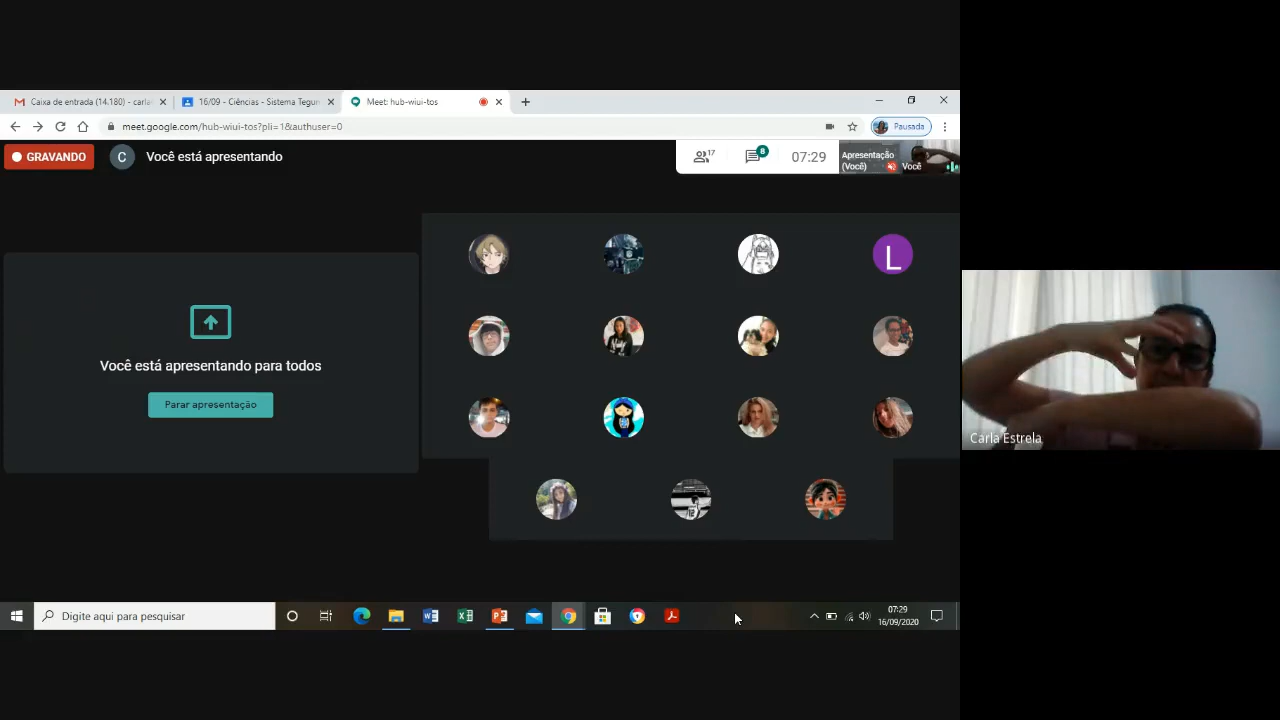 Caixa de entrada (14.180) - carla
16/09 - Ciências - Sistema Tegun
Meet: hub-wiui-tos
meet.google.com/hub-wiui-tos?pli=1&authuser=0
Pausada
GRAVANDO
C
Você está apresentando
17
8
07:29
Apresentação
(Você)
Você
L
Você está apresentando para todos
Parar apresentação
Carla Estrela
Digite aqui para pesquisar
07:29
16/09/2020